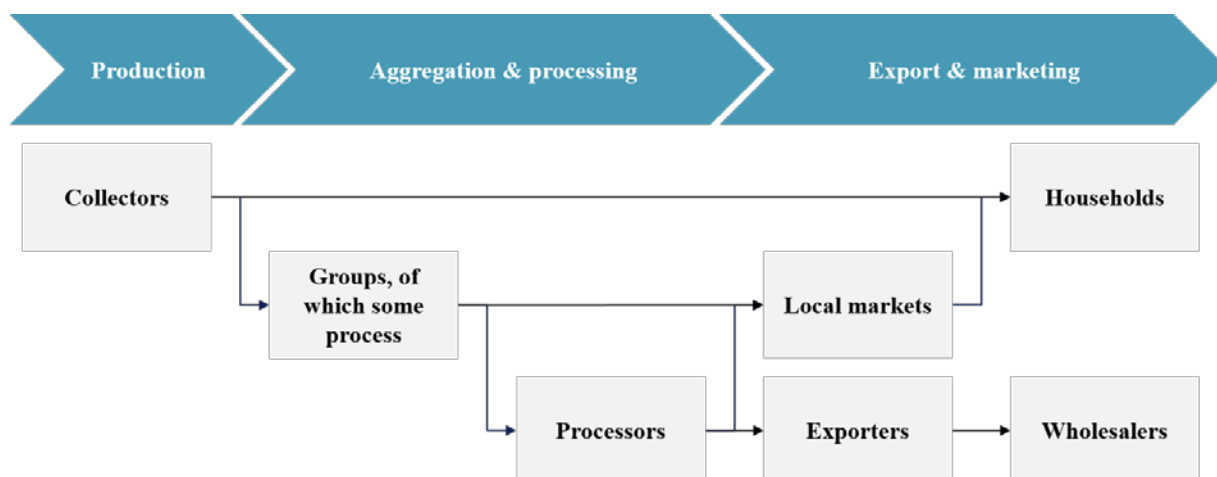 Production
Aggregation & processing
Export & marketing
Collectors
Households
Groups, of
which some
process
Local markets
Processors
Exporters
Wholesalers